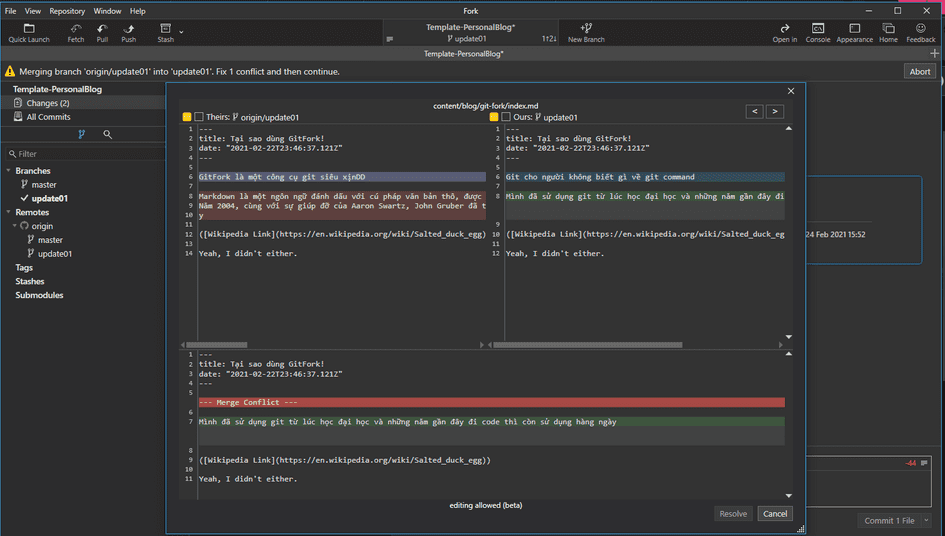 File View Repository Window Help
Fork
Quick Launch
Fetch
Pull
Push
Stash
Template-PersonalBlog*
update01
1↑2↓
New Branch
Open in
Console
Appearance
Home
Feedback
Template-PersonalBlog*
Merging branch 'origin/update01' into 'update01'. Fix 1 conflict and then continue.
Abort
Template-PersonalBlog
Changes (2)
All Commits
Filter
Branches
master
update01
Remotes
origin
master
update01
Tags
Stashes
Submodules
content/blog/git-fork/index.md
< >
Theirs: origin/update01
1 ---
2 title: Tại sao dùng GitFork!
3 date: "2021-02-22T23:46:37.121Z"
4 ---
5
6 GitFork là một công cụ git siêu xịnDD
7
8 Markdown là một ngôn ngữ đánh dấu với cú pháp văn bản thô, được
9 Năm 2004, cùng với sự giúp đỡ của Aaron Swartz, John Gruber đã t
10 y
11
12 ([Wikipedia Link](https://en.wikipedia.org/wiki/Salted_duck_egg)
13
14 Yeah, I didn't either.
Ours: update01
1 ---
2 title: Tại sao dùng GitFork!
3 date: "2021-02-22T23:46:37.121Z"
4 ---
5
6 Git cho người không biết gì về git command
7
8 Mình đã sử dụng git từ lúc học đại học và những năm gần đây đi
9
10 ([Wikipedia Link](https://en.wikipedia.org/wiki/Salted_duck_eg
11
12 Yeah, I didn't either.
24 Feb 2021 15:52
1 ---
2 title: Tại sao dùng GitFork!
3 date: "2021-02-22T23:46:37.121Z"
4 ---
5
--- Merge Conflict ---
6
7 Mình đã sử dụng git từ lúc học đại học và những năm gần đây đi code thì còn sử dụng hàng ngày
8
9 ([Wikipedia Link](https://en.wikipedia.org/wiki/Salted_duck_egg))
10
11 Yeah, I didn't either.
editing allowed (beta)
Resolve
Cancel
-44
Commit 1 File